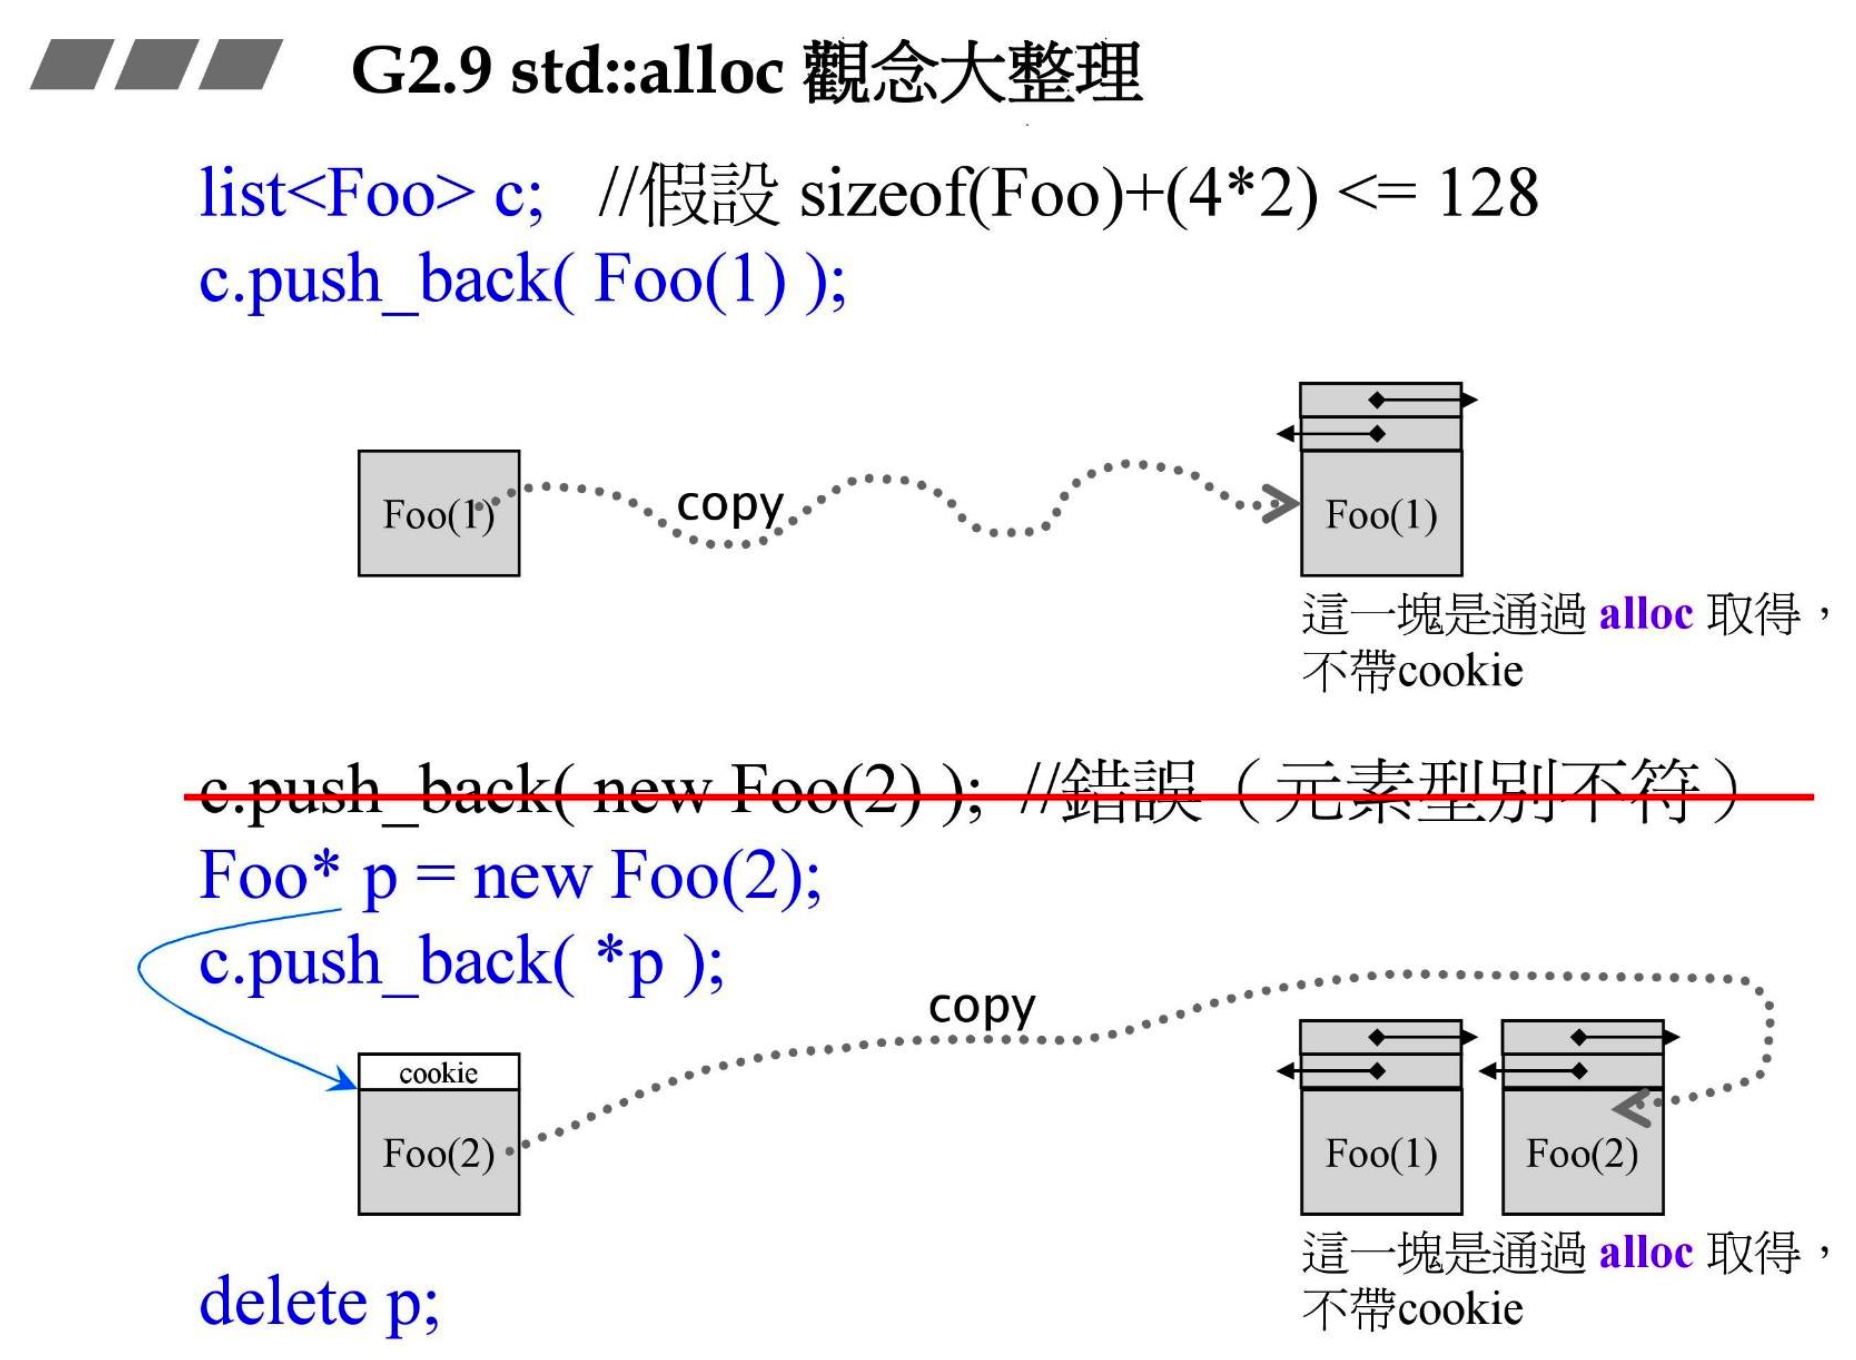 G2.9 std::alloc 觀念大整理
list<Foo> c; //假設 sizeof(Foo)+(4*2) <= 128
c.push_back( Foo(1) );
Foo(1)
copy
Foo(1)
這一塊是通過 alloc 取得，
不帶cookie
c.push_back( new Foo(2) ); //錯誤（元素型別不符）
Foo* p = new Foo(2);
c.push_back( *p );
copy
cookie
Foo(2)
Foo(1)
Foo(2)
這一塊是通過 alloc 取得，
不帶cookie
delete p;